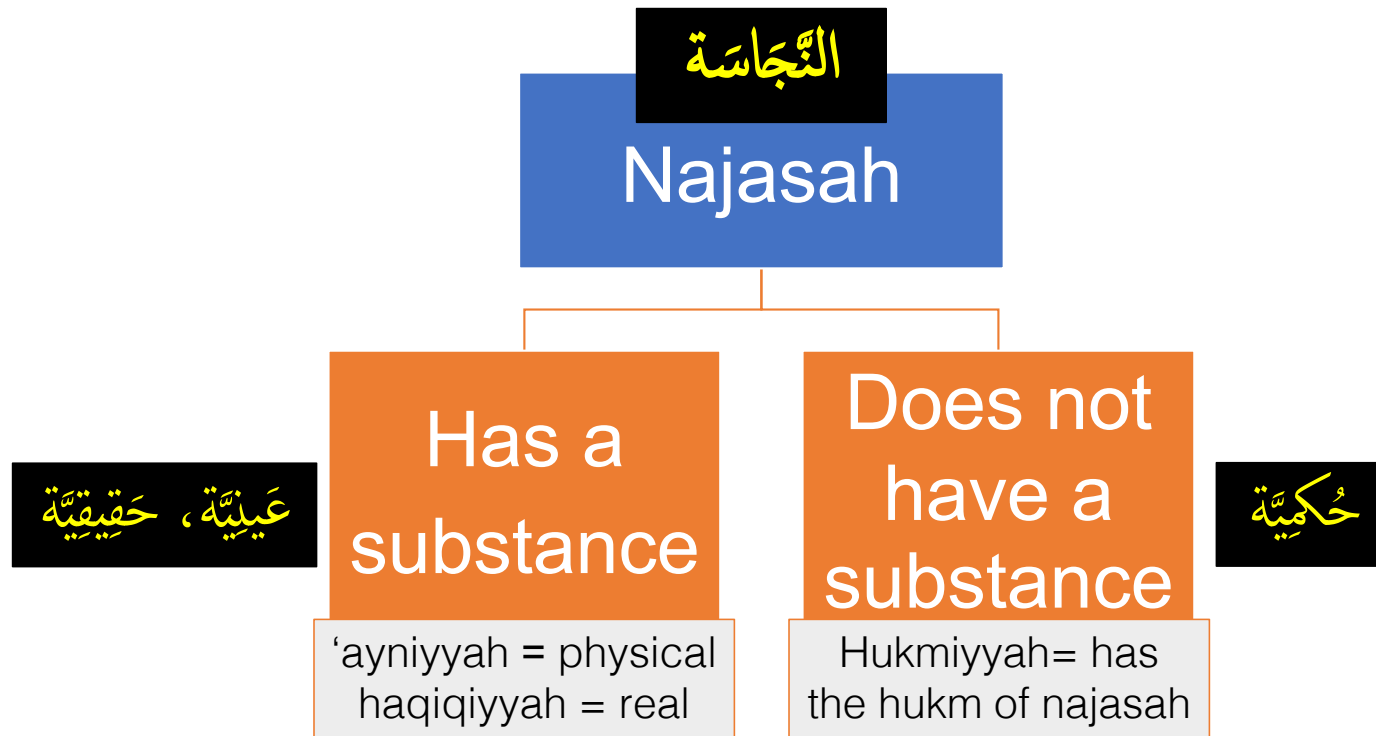 النَّجَاسَة
Najasah
Has a
substance
Does not
have a
substance
عَينِيَّة، حَقِيقِيَّة
حُكمِيَّة
‘ayniyyah = physical
haqiqiyyah = real
Hukmiyyah= has
the hukm of najasah